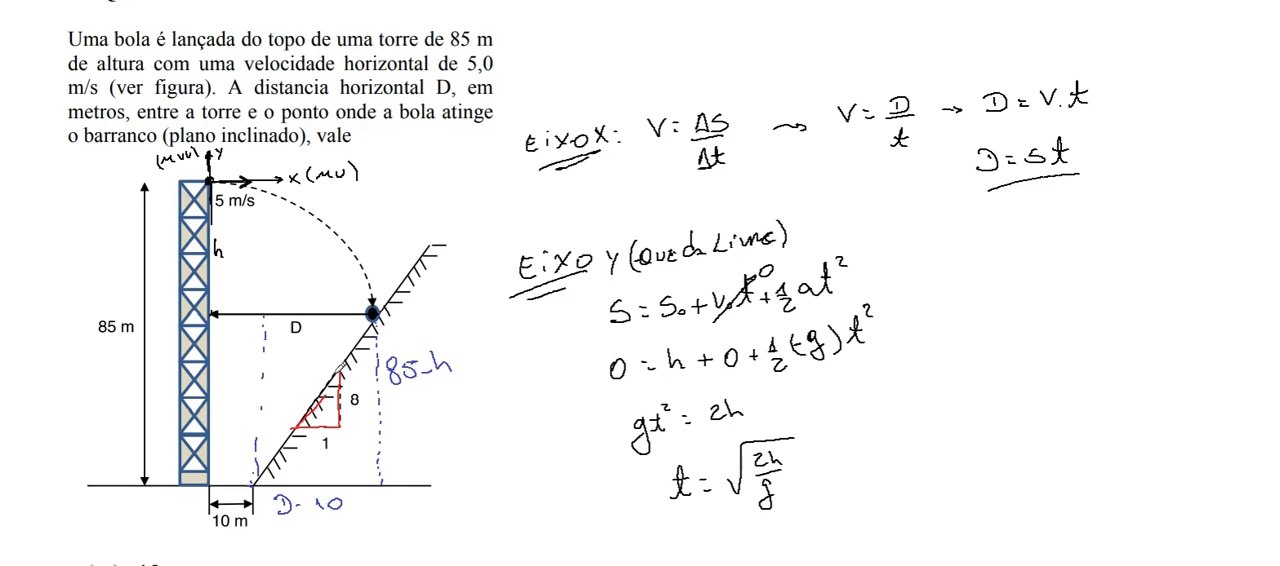 Uma bola é lançada do topo de uma torre de 85 m
de altura com uma velocidade horizontal de 5,0
m/s (ver figura). A distancia horizontal D, em
metros, entre a torre e o ponto onde a bola atinge
o barranco (plano inclinado), vale
(MUV) Y
X (MU)
5 m/s
h
85 m
D
85-h
8
1
D-10
10 m
EIXO X: V = ΔS/Δt → V = D/t → D = V.t
D = 5t
EIXO Y (Queda Livre)
S = S₀ + V₀t⁰ + 1/2 at²
0 = h + 0 + 1/2 (-g) t²
gt² = 2h
t = √2h/g